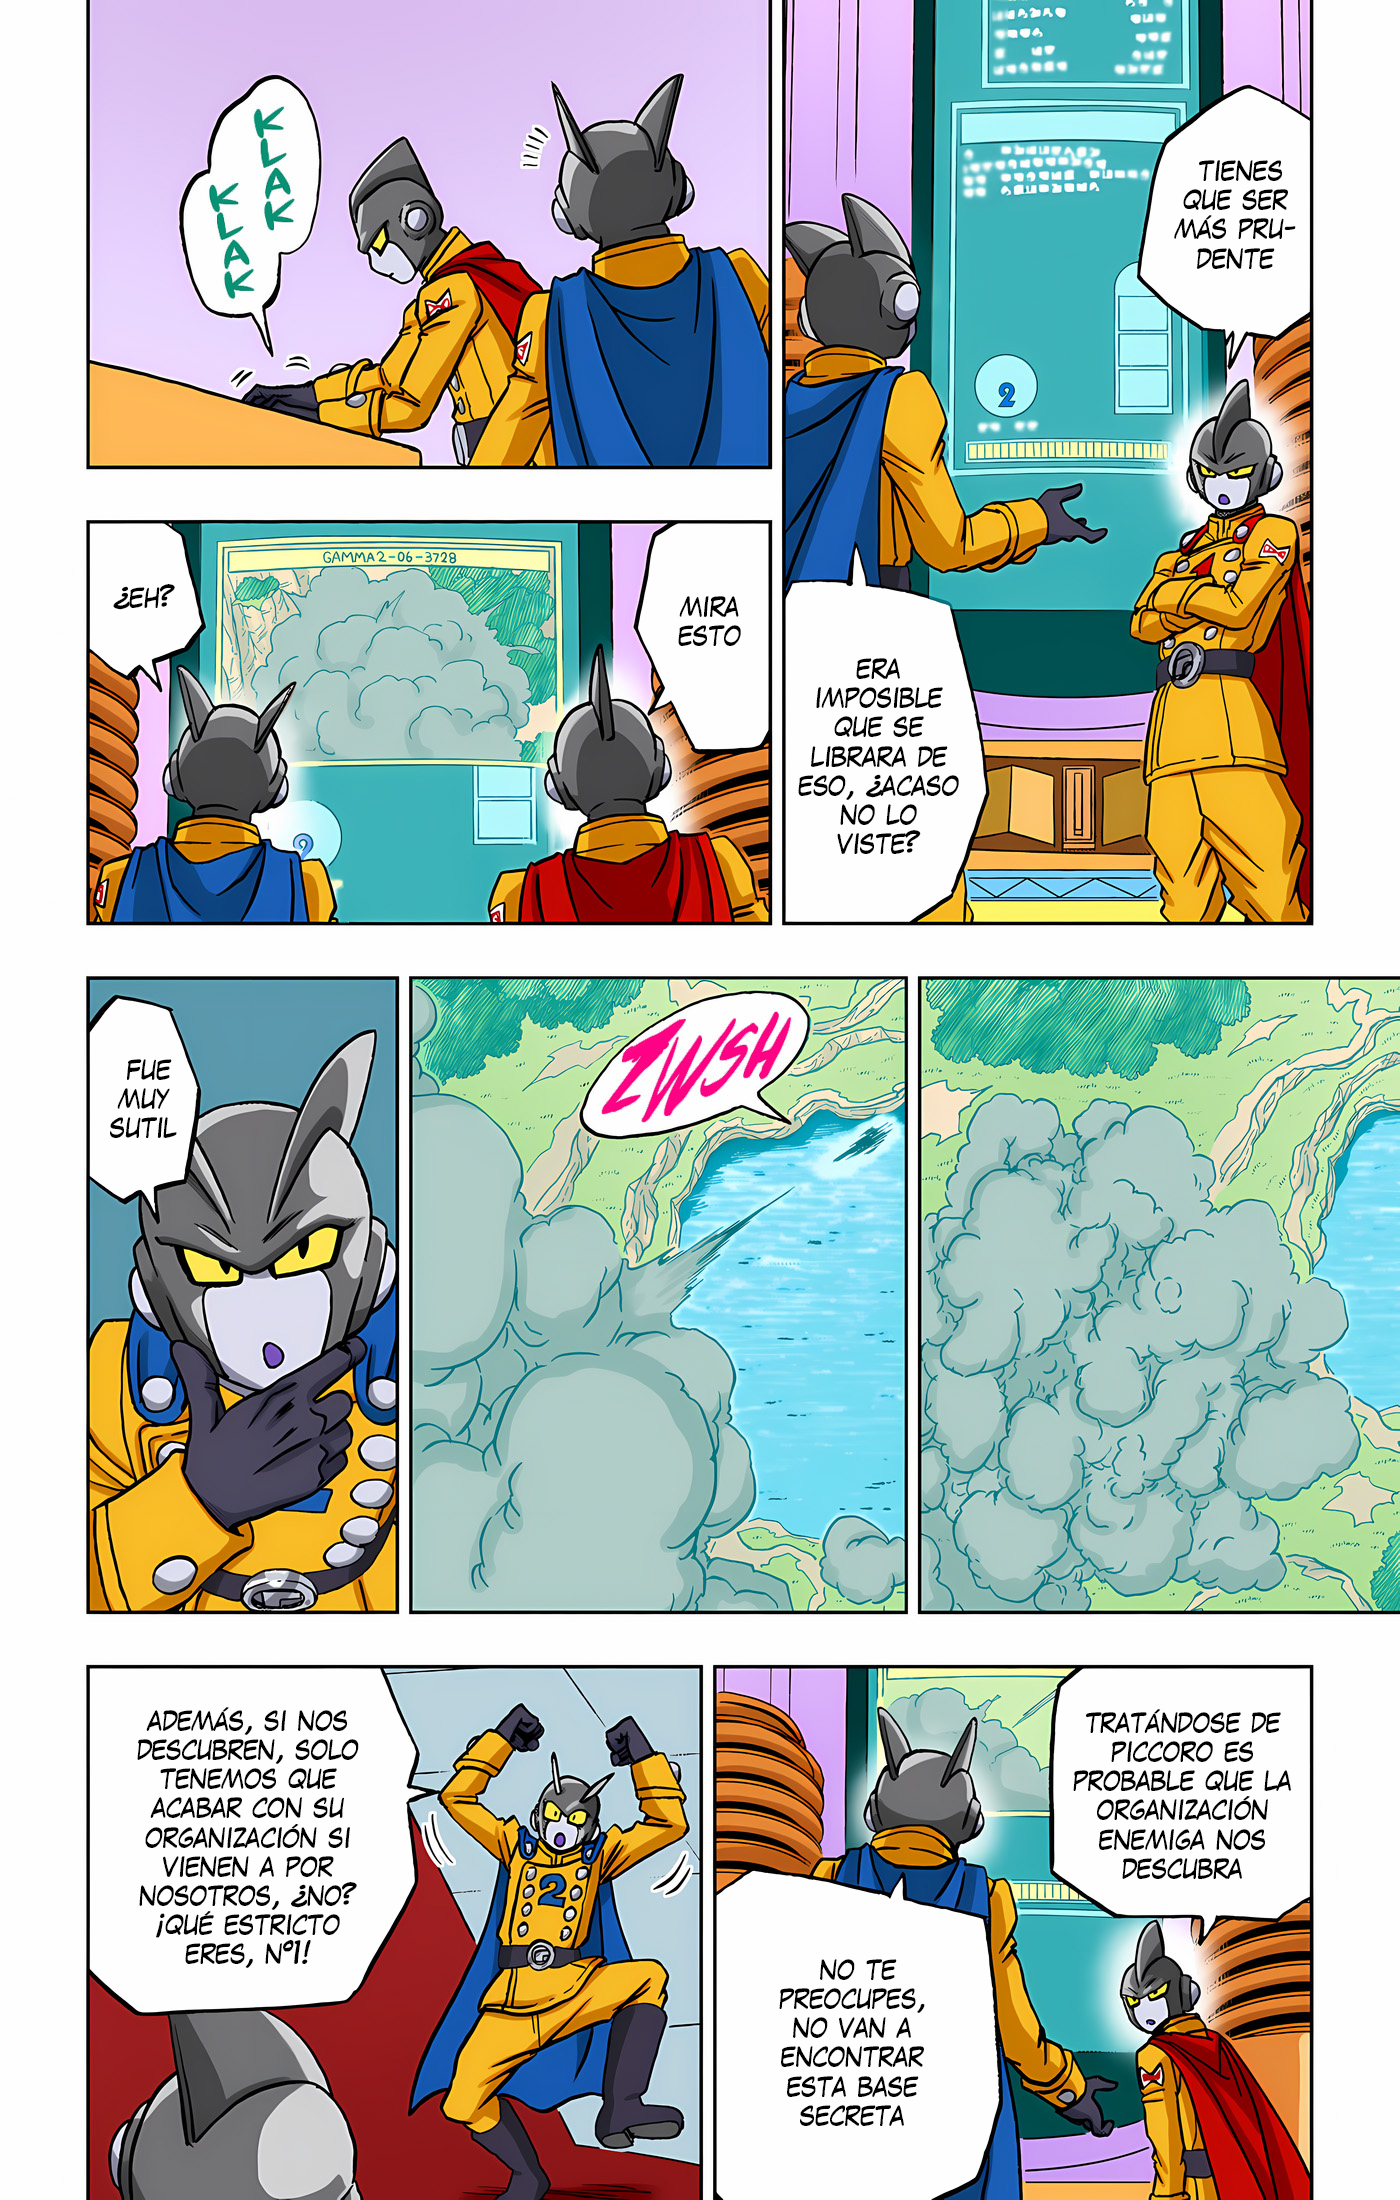 TIENES
QUE SER
MÁS PRU-
DENTE
2
ERA
IMPOSIBLE
QUE SE
LIBRARA DE
ESO, ¿ACASO
NO LO
VISTE?
KLAK
KLAK
MIRA
ESTO
GAMMA2-06-3728
¿EH?
2
ZWSH
FUE
MUY
SUTIL
TRATÁNDOSE DE
PICCORO ES
PROBABLE QUE LA
ORGANIZACIÓN
ENEMIGA NOS
DESCUBRA
NO TE
PREOCUPES,
NO VAN A
ENCONTRAR
ESTA BASE
SECRETA
ADEMÁS, SI NOS
DESCUBREN, SOLO
TENEMOS QUE
ACABAR CON SU
ORGANIZACIÓN SI
VIENEN A POR
NOSOTROS, ¿NO?
¡QUÉ ESTRICTO
ERES, Nº1!
2